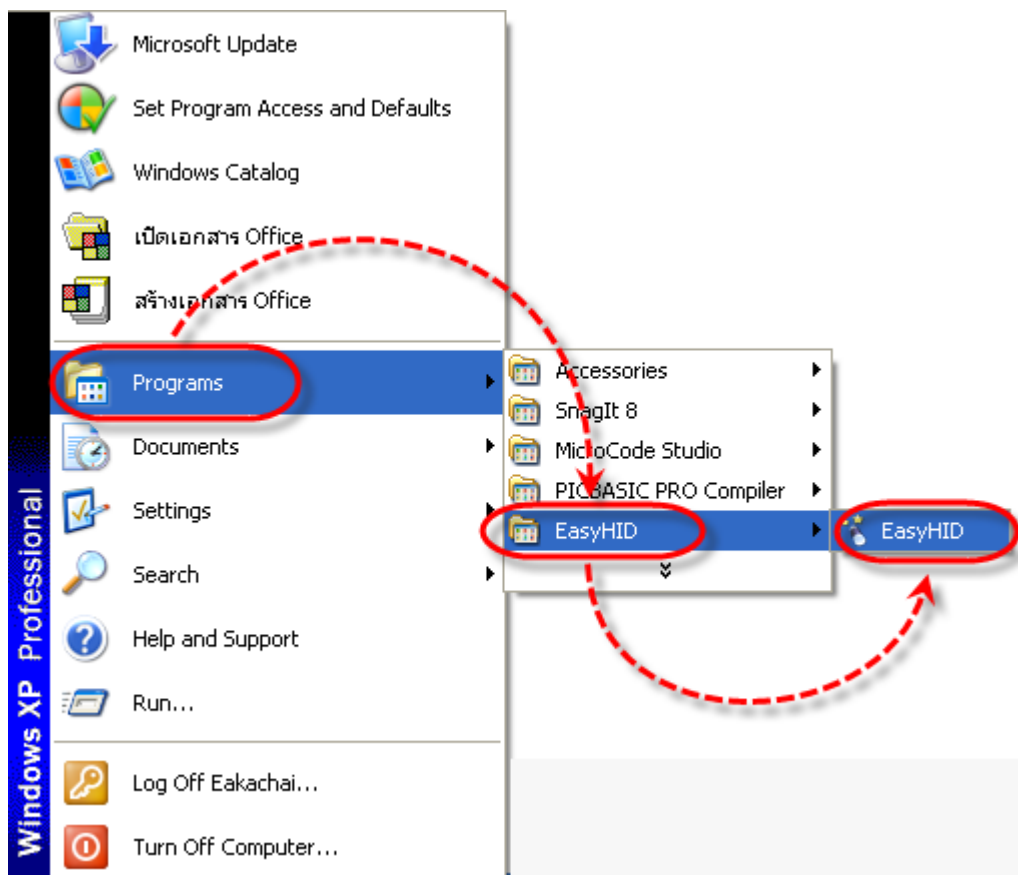 Microsoft Update
Set Program Access and Defaults
Windows Catalog
เปิดเอกสาร Office
สร้างเอกสาร Office
Programs
Documents
Settings
Search
Help and Support
Run...
Log Off Eakachai...
Turn Off Computer...
Windows XP Professional
Accessories
SnagIt 8
MicroCode Studio
PICBASIC PRO Compiler
EasyHID
EasyHID